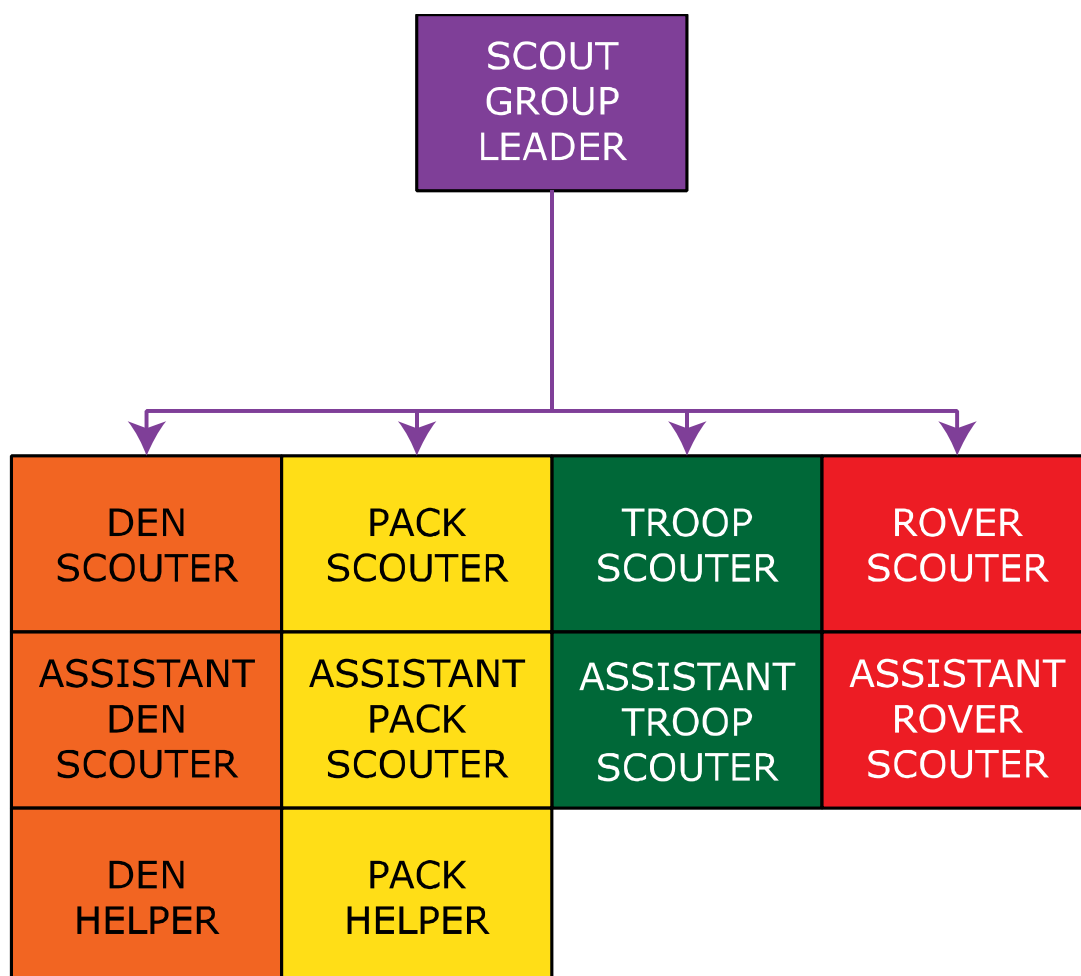 SCOUT
GROUP
LEADER
DEN
SCOUTER
PACK
SCOUTER
TROOP
SCOUTER
ROVER
SCOUTER
ASSISTANT
DEN
SCOUTER
ASSISTANT
PACK
SCOUTER
ASSISTANT
TROOP
SCOUTER
ASSISTANT
ROVER
SCOUTER
DEN
HELPER
PACK
HELPER